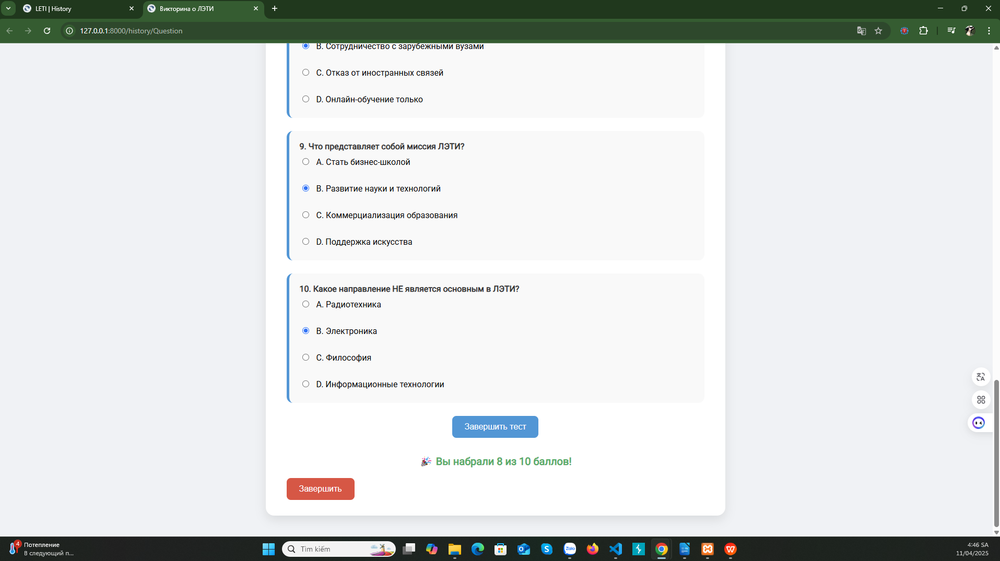 LETI | History
Викторина о ЛЭТИ
127.0.0.1:8000/history/Question
B. Сотрудничество с зарубежными вузами
C. Отказ от иностранных связей
D. Онлайн-обучение только
9. Что представляет собой миссия ЛЭТИ?
A. Стать бизнес-школой
B. Развитие науки и технологий
C. Коммерциализация образования
D. Поддержка искусства
10. Какое направление НЕ является основным в ЛЭТИ?
A. Радиотехника
B. Электроника
C. Философия
D. Информационные технологии
Завершить тест
🎉 Вы набрали 8 из 10 баллов!
Завершить
4
Потепление
В следующий п...
Tìm kiếm
Zalo
4:46 SA
11/04/2025